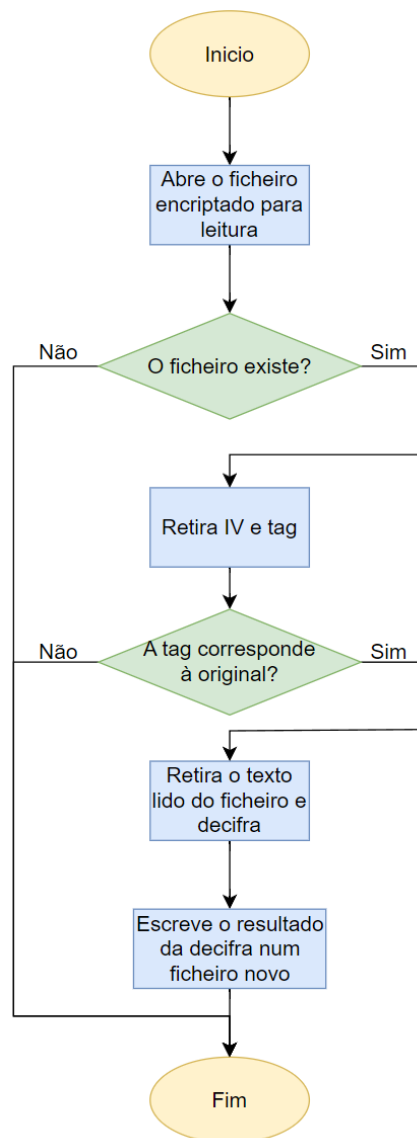 Inicio
Abre o ficheiro
encriptado para
leitura
Não
O ficheiro existe?
Sim
Retira IV e tag
Não
A tag corresponde
à original?
Sim
Retira o texto
lido do ficheiro e
decifra
Escreve o resultado
da decifra num
ficheiro novo
Fim